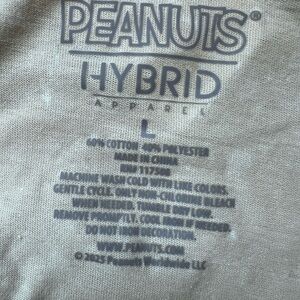 PEANUTS®
HYBRID
APPAREL
L
60% COTTON 40% POLYESTER
MADE IN CHINA
RN# 117500
MACHINE WASH COLD WITH LIKE COLORS.
GENTLE CYCLE. ONLY NON-CHLORINE BLEACH
WHEN NEEDED. TUMBLE DRY LOW.
REMOVE PROMPTLY. COOL IRON IF NEEDED.
DO NOT IRON DECORATION.
WWW.PEANUTS.COM
© 2025 Peanuts Worldwide LLC